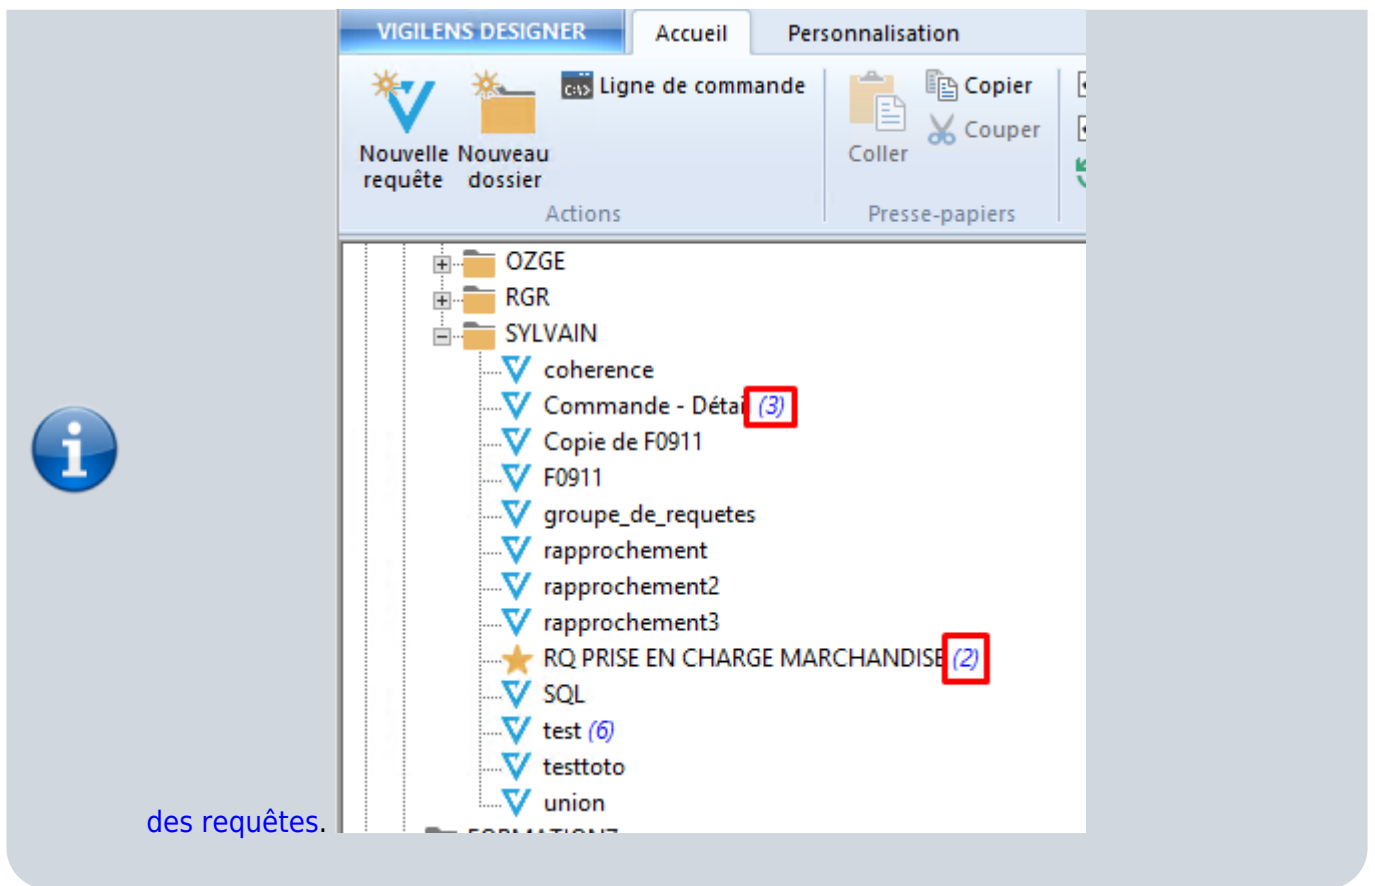 VIGILENS DESIGNER Accueil Personnalisation
C:\> Ligne de commande Copier
Couper
Nouvelle Nouveau Coller
requête dossier
Actions Presse-papiers
OZGE
RGR
SYLVAIN
coherence
Commande - Détail (3)
Copie de F0911
F0911
groupe_de_requetes
rapprochement
rapprochement2
rapprochement3
RQ PRISE EN CHARGE MARCHANDISE (2)
SQL
test (6)
testtoto
union
des requêtes.